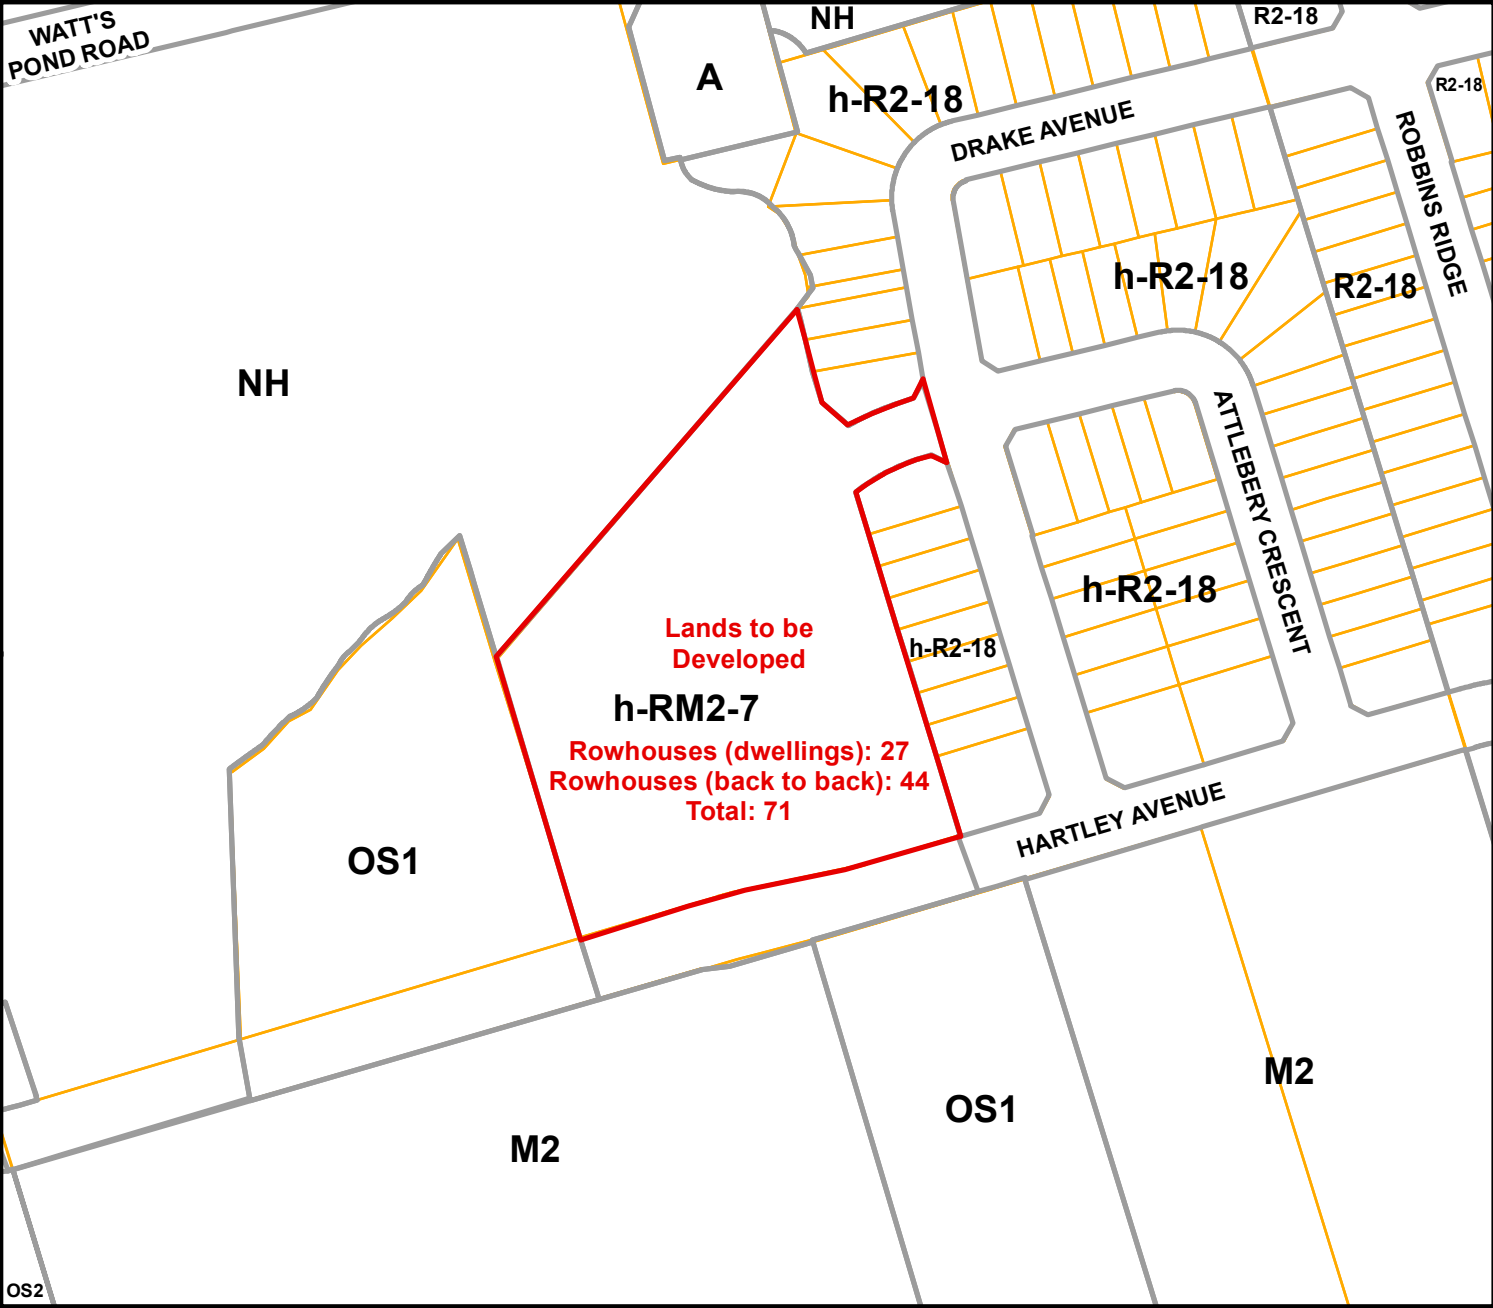 WATT'S
POND ROAD
NH
R2-18
A
h-R2-18
R2-18
DRAKE AVENUE
ROBBINS RIDGE
h-R2-18
R2-18
NH
ATTLEBERY CRESCENT
h-R2-18
Lands to be
Developed
h-R2-18
h-RM2-7
Rowhouses (dwellings): 27
Rowhouses (back to back): 44
Total: 71
HARTLEY AVENUE
OS1
M2
OS1
M2
OS2